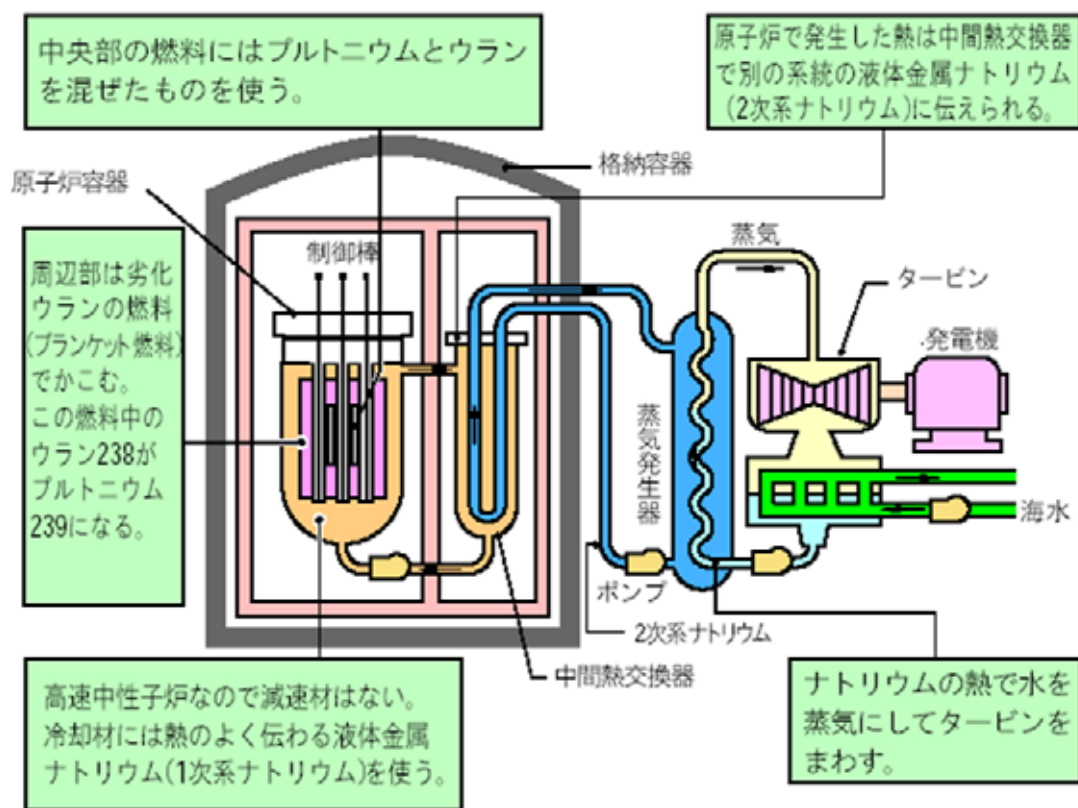 中央部の燃料にはプルトニウムとウラン
を混ぜたものを使う。
原子炉で発生した熱は中間熱交換器
で別の系統の液体金属ナトリウム
(2次系ナトリウム)に伝えられる。
格納容器
原子炉容器
制御棒
周辺部は劣化
ウランの燃料
(ブランケット燃料)
でかこむ。
この燃料中の
ウラン238が
プルトニウム
239になる。
蒸気
タービン
発電機
蒸気発生器
海水
ポンプ
2次系ナトリウム
中間熱交換器
高速中性子炉なので減速材はない。
冷却材には熱のよく伝わる液体金属
ナトリウム(1次系ナトリウム)を使う。
ナトリウムの熱で水を
蒸気にしてタービンを
まわす。